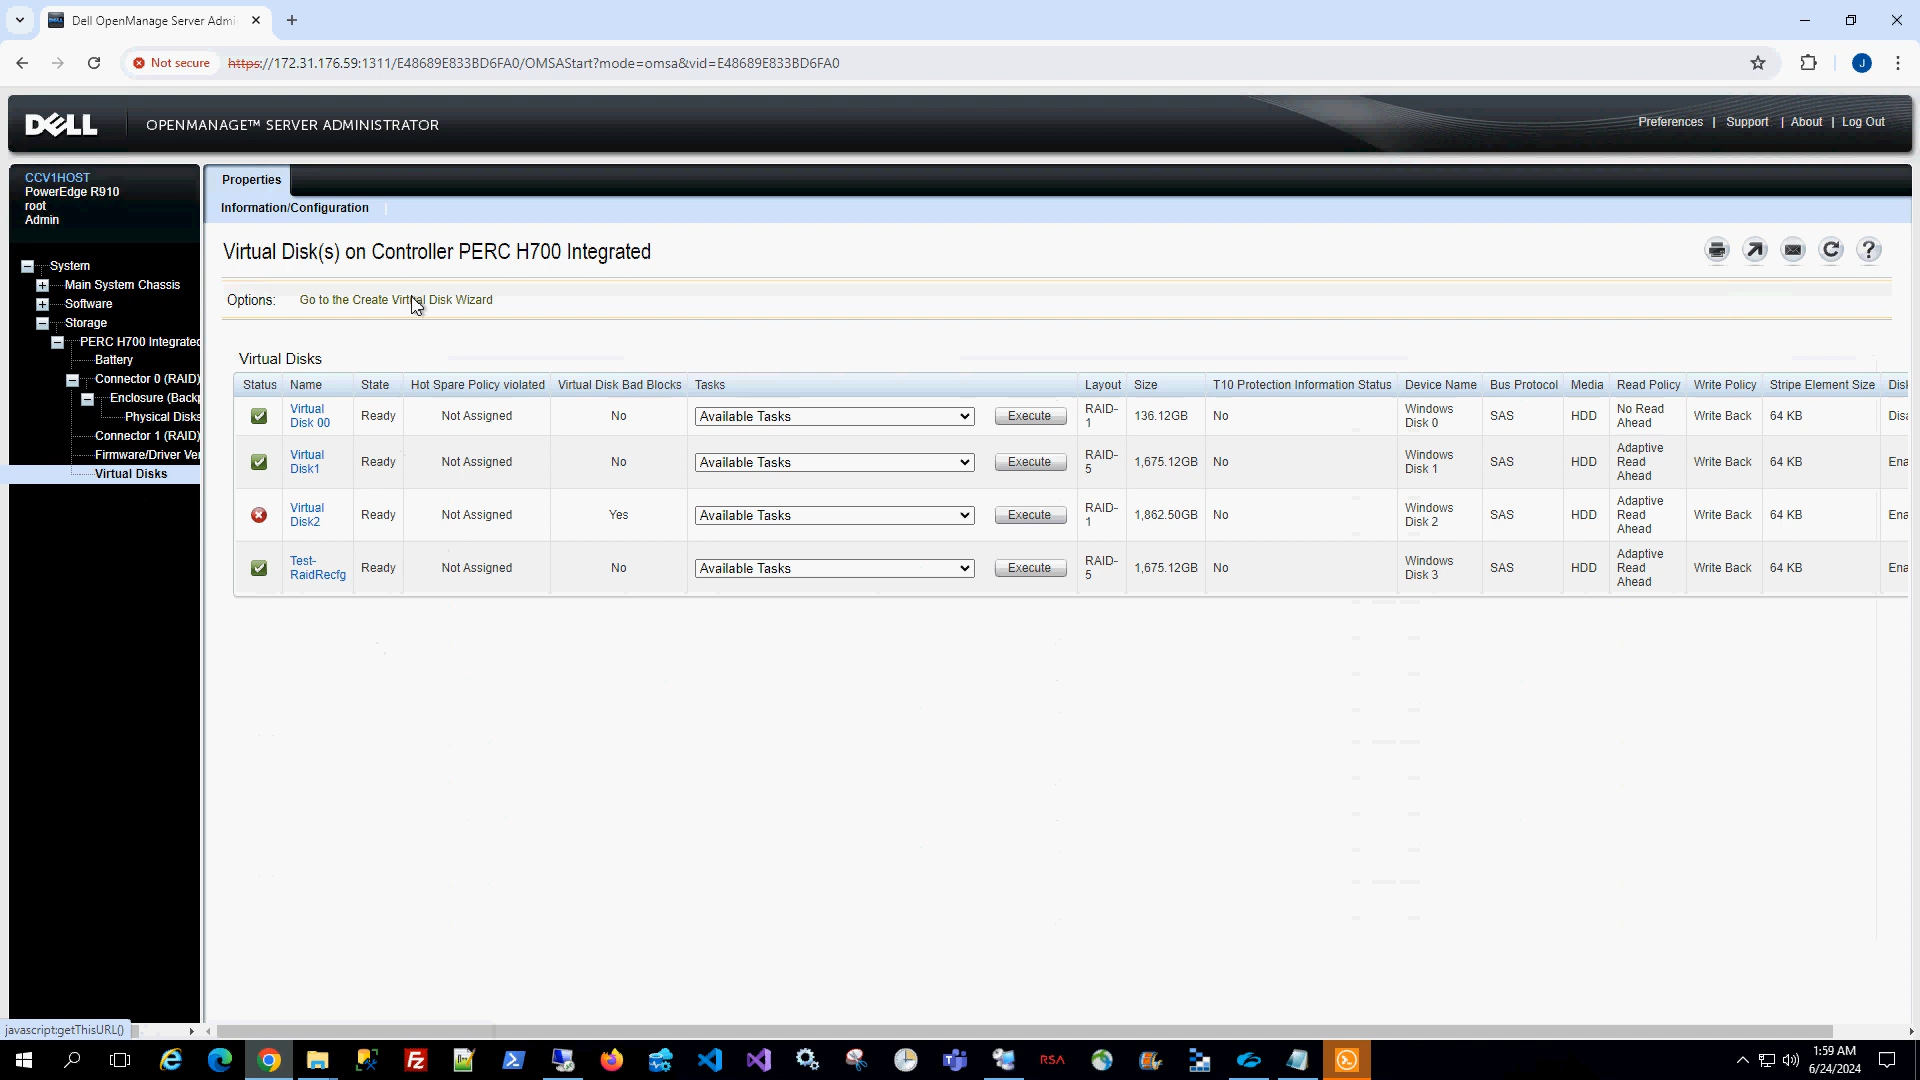 Dell OpenManage Server Admi
Not secure
https://172.31.176.59:1311/E48689E833BD6FA0/OMSAStart?mode=omsa&vid=E48689E833BD6FA0
J
DELL
OPENMANAGE™ SERVER ADMINISTRATOR
Preferences | Support | About | Log Out
CCV1HOST
PowerEdge R910
root
Admin
System
Main System Chassis
Software
Storage
PERC H700 Integrated
Battery
Connector 0 (RAID)
Enclosure (Backp
Physical Disks
Connector 1 (RAID)
Firmware/Driver Ver
Virtual Disks
Properties
Information/Configuration
Virtual Disk(s) on Controller PERC H700 Integrated
Options: Go to the Create Virtual Disk Wizard
Virtual Disks
Status Name State Hot Spare Policy violated Virtual Disk Bad Blocks Tasks Layout Size T10 Protection Information Status Device Name Bus Protocol Media Read Policy Write Policy Stripe Element Size Disk
Virtual Disk 00 Ready Not Assigned No Available Tasks Execute RAID-1 136.12GB No Windows Disk 0 SAS HDD No Read Ahead Write Back 64 KB Disa
Virtual Disk1 Ready Not Assigned No Available Tasks Execute RAID-5 1,675.12GB No Windows Disk 1 SAS HDD Adaptive Read Ahead Write Back 64 KB Ena
Virtual Disk2 Ready Not Assigned Yes Available Tasks Execute RAID-1 1,862.50GB No Windows Disk 2 SAS HDD Adaptive Read Ahead Write Back 64 KB Ena
Test-RaidRecfg Ready Not Assigned No Available Tasks Execute RAID-5 1,675.12GB No Windows Disk 3 SAS HDD Adaptive Read Ahead Write Back 64 KB Ena
javascript:getThisURL()
RSA
1:59 AM
6/24/2024